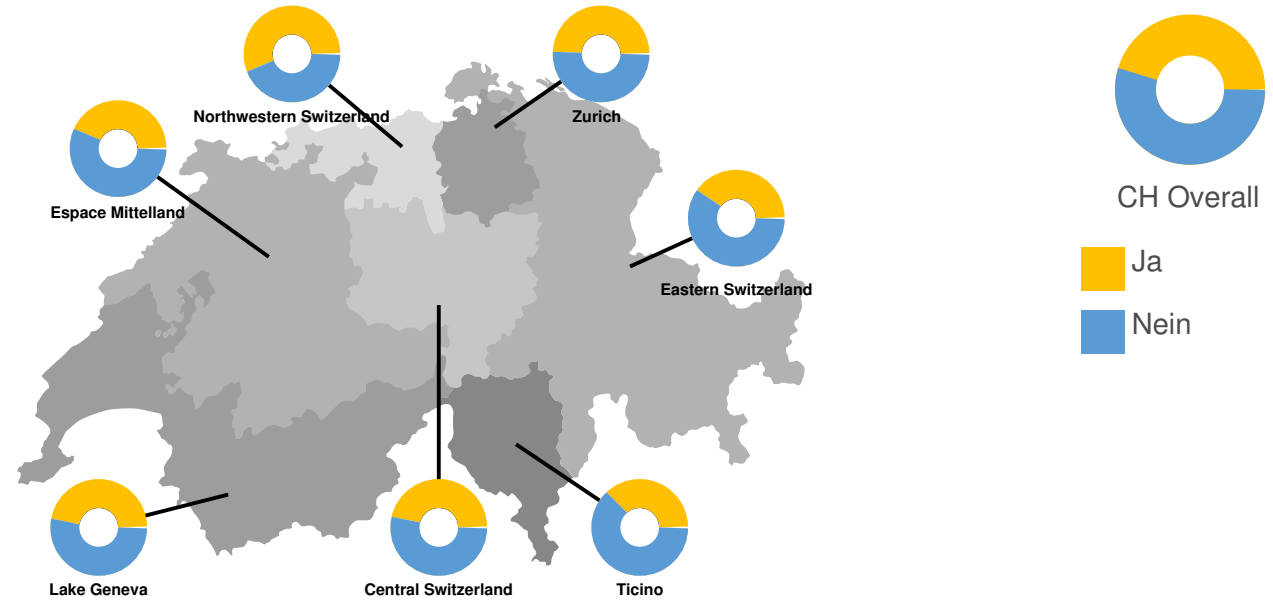 Northwestern Switzerland
Zurich
Espace Mittelland
Eastern Switzerland
Lake Geneva
Central Switzerland
Ticino
CH Overall
Ja
Nein